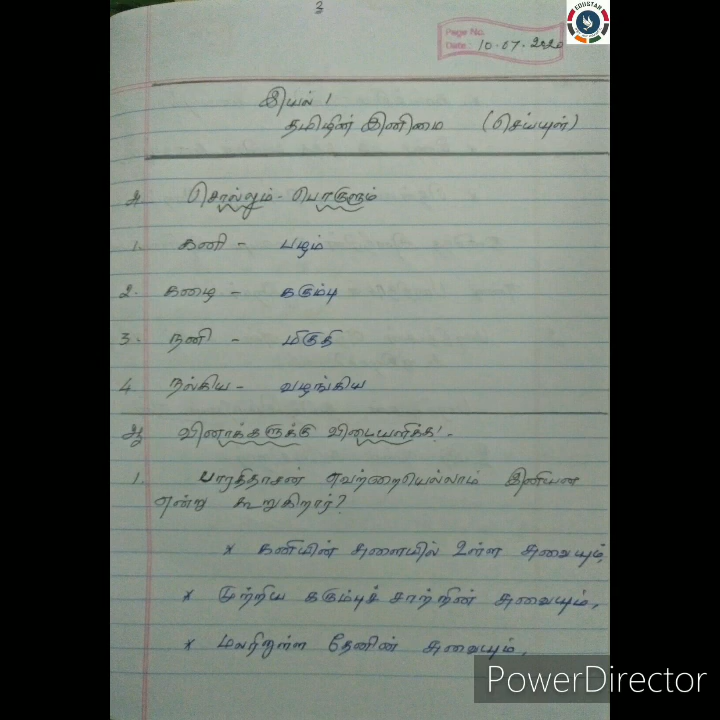 3
EDUSTAR
Page No.
Date: 10.07.2020
இயல் 1
தமிழின் இனிமை (செய்யுள்)
அ. சொல்லும் - பொருளும்
1. கனி - பழம்
2. கழை - கரும்பு
3. நனி - மிகுதி
4. நல்கிய - வழங்கிய
ஆ வினாக்களுக்கு விடையளிக்க! -
1. பாரதிதாசன் எவற்றையெல்லாம் இனியன
என்று கூறுகிறார்?
x கனியின் சுளையில் உள்ள சுவையும்,
x முற்றிய கரும்புச் சாற்றின் சுவையும்,
x மலரிலுள்ள தேனின் சுவையும்,
PowerDirector